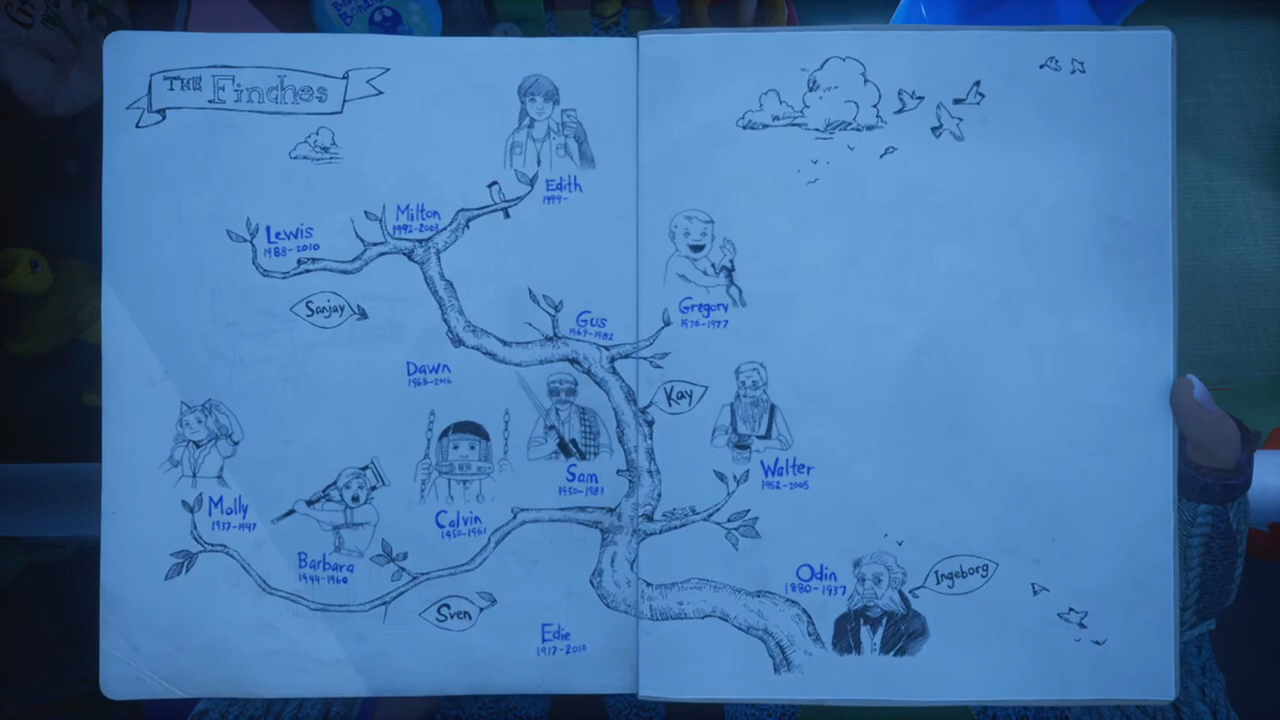 THE Finches
Edith
1999-
Milton
1992-2003
Lewis
1988-2010
Sanjay
Gus
1969-1982
Gregory
1976-1977
Dawn
1968-2016
Kay
Sam
1950-1983
Walter
1952-2005
Molly
1937-1947
Calvin
1950-1961
Barbara
1944-1960
Odin
1880-1937
Ingeborg
Sven
Edie
1917-2010